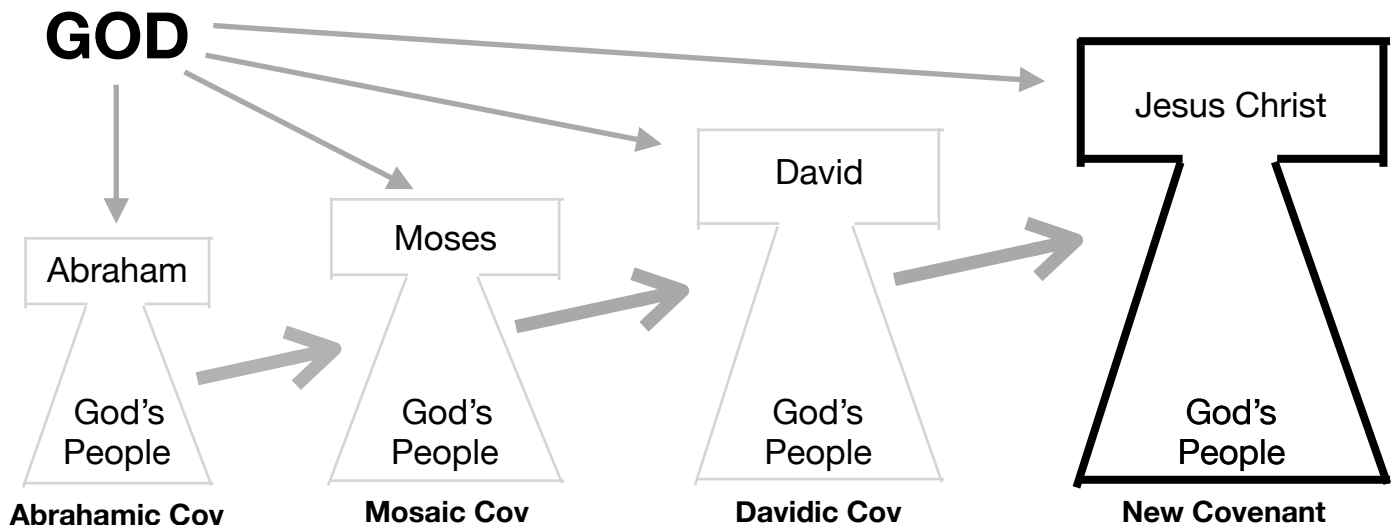 GOD
Jesus Christ
David
Moses
Abraham
God's
People
God's
People
God's
People
God's
People
Abrahamic Cov
Mosaic Cov
Davidic Cov
New Covenant